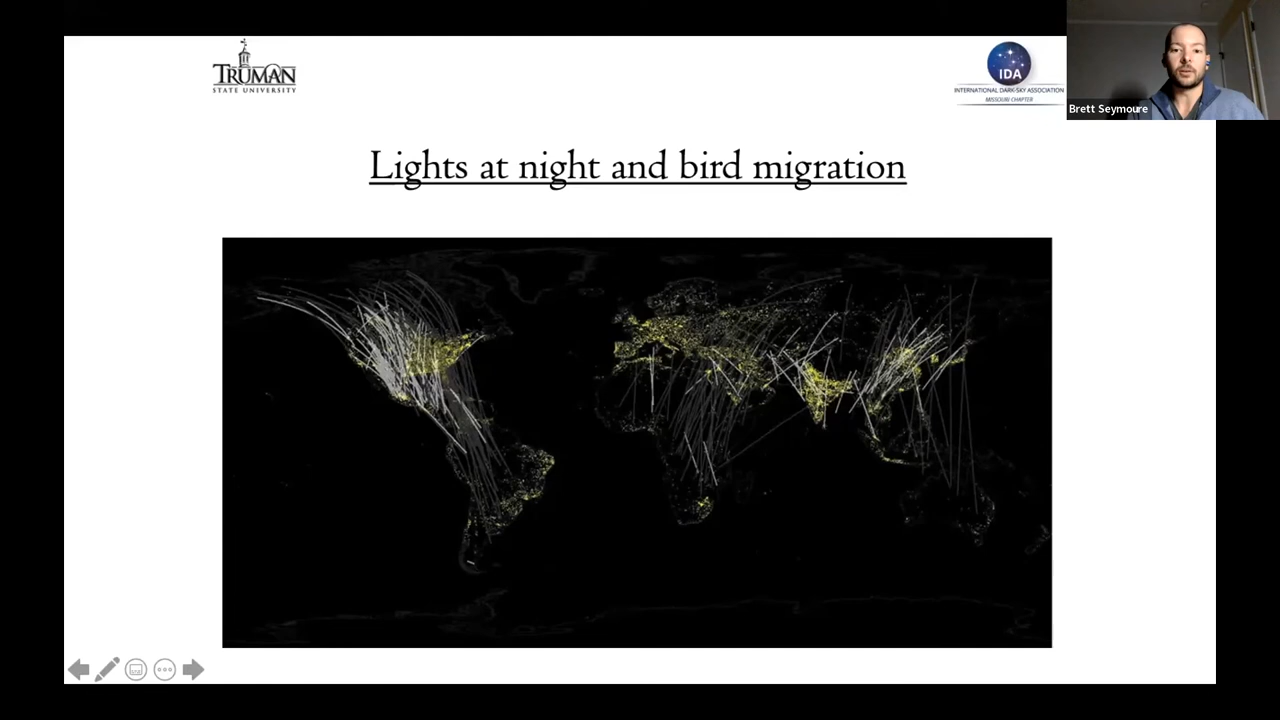 TRUMAN
STATE UNIVERSITY
IDA
INTERNATIONAL DARK-SKY ASSOCIATION
MISSOURI CHAPTER
Brett Seymoure
Lights at night and bird migration